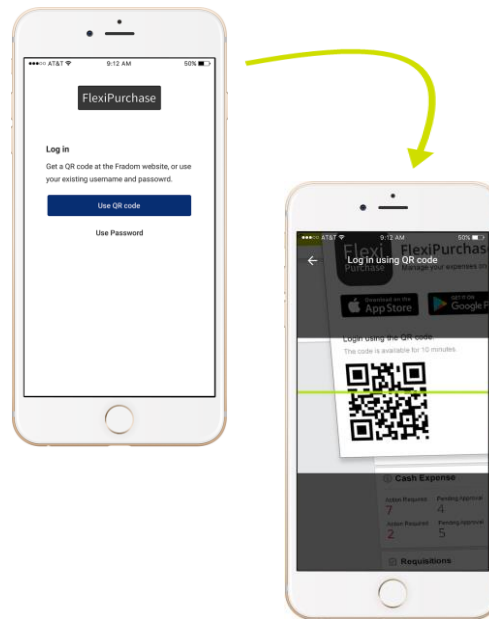 AT&T 9:12 AM 50%
FlexiPurchase
Log in
Get a QR code at the Fradom website, or use
your existing username and passowrd.
Use QR code
Use Password
AT&T 9:12 AM 50%
Log in using QR code
Flexi
Purchase
FlexiPurchas
Manage your expenses on
Download on the
App Store
GET IT ON
Google P
Login using the QR code.
The code is available for 10 minutes.
Cash Expense
Action Required Pending Approval
7 4
Action Required Pending Approval
2 5
Requisitions